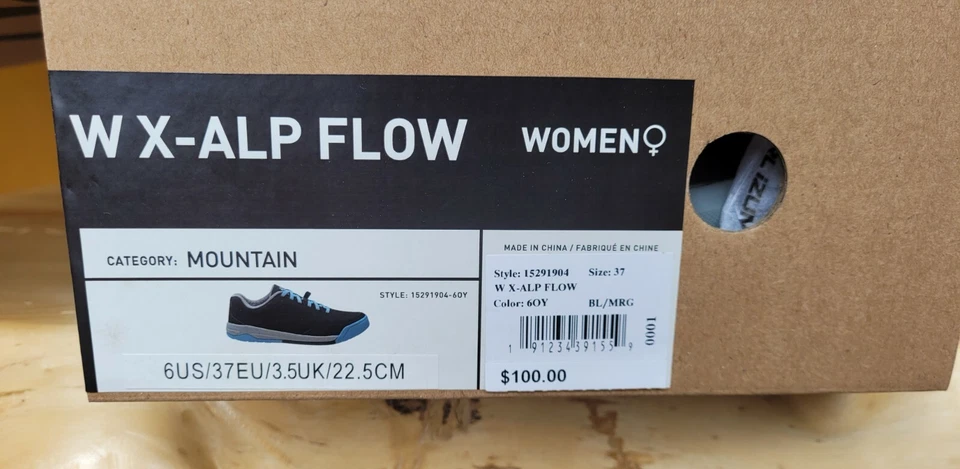 W X-ALP FLOW
WOMEN♀
CATEGORY: MOUNTAIN
STYLE: 15291904-6OY
6US/37EU/3.5UK/22.5CM
MADE IN CHINA / FABRIQUÉ EN CHINE
Style: 15291904 Size: 37
W X-ALP FLOW
Color: 6OY BL/MRG
1 91234 39155 9
0001
$100.00